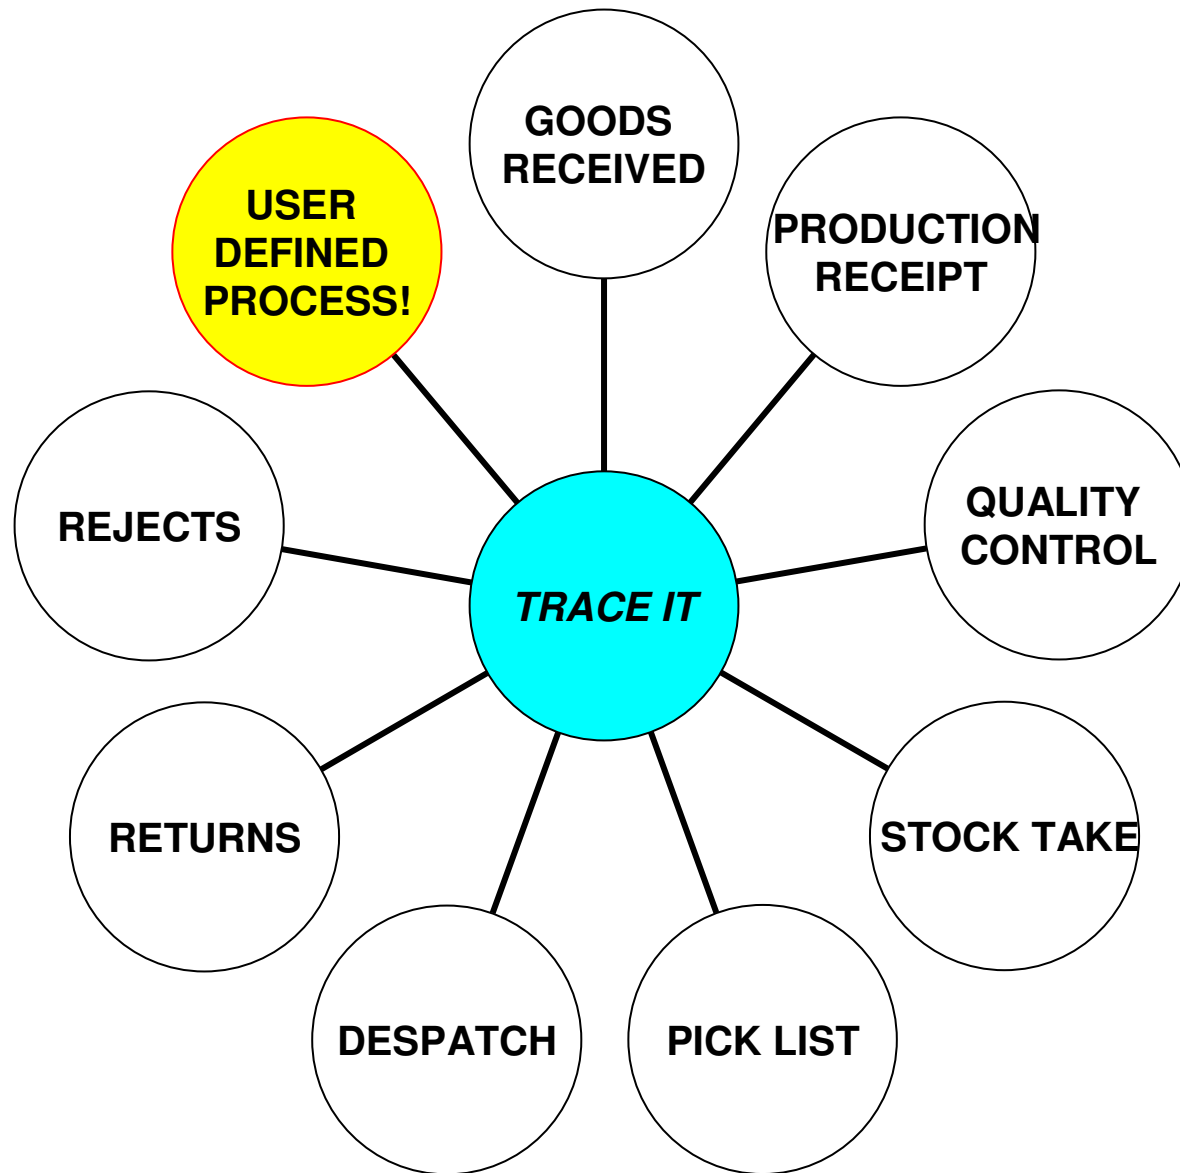 GOODS
RECEIVED
USER
DEFINED
PROCESS!
PRODUCTION
RECEIPT
REJECTS
QUALITY
CONTROL
TRACE IT
RETURNS
STOCK TAKE
DESPATCH
PICK LIST